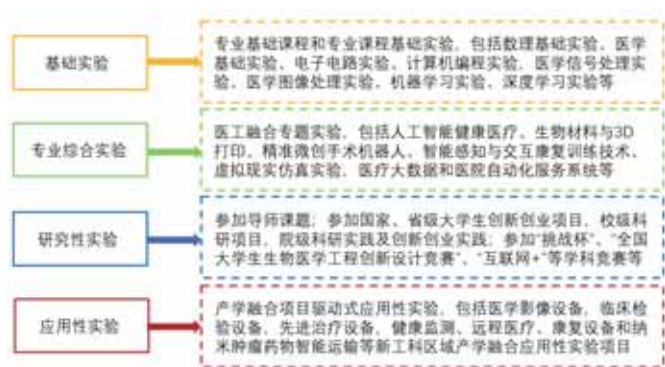 基础实验
专业基础课程和专业课程基础实验，包括数理基础实验、医学
基础实验、电子电路实验、计算机编程实验，医学信号处理实
验、医学图像处理实验、机器学习实验、深度学习实验等
专业综合实验
医工融合专题实验，包括人工智能健康医疗、生物材料与3D
打印、精准微创手术机器人、智能感知与交互康复训练技术、
虚拟现实仿真实验，医疗大数据和医院自动化服务系统等
研究性实验
参加导师课题；参加国家、省级大学生创新创业项目，校级科
研项目，院级科研实践及创新创业实践；参加“挑战杯”、“全国
大学生生物医学工程创新设计竞赛”、“互联网+”等学科竞赛等
应用性实验
产学融合项目驱动式应用性实验，包括医学影像设备，临床检
验设备、先进治疗设备，健康监测、远程医疗、康复设备和纳
米肿瘤药物智能运输等新工科区域产学融合应用性实验项目